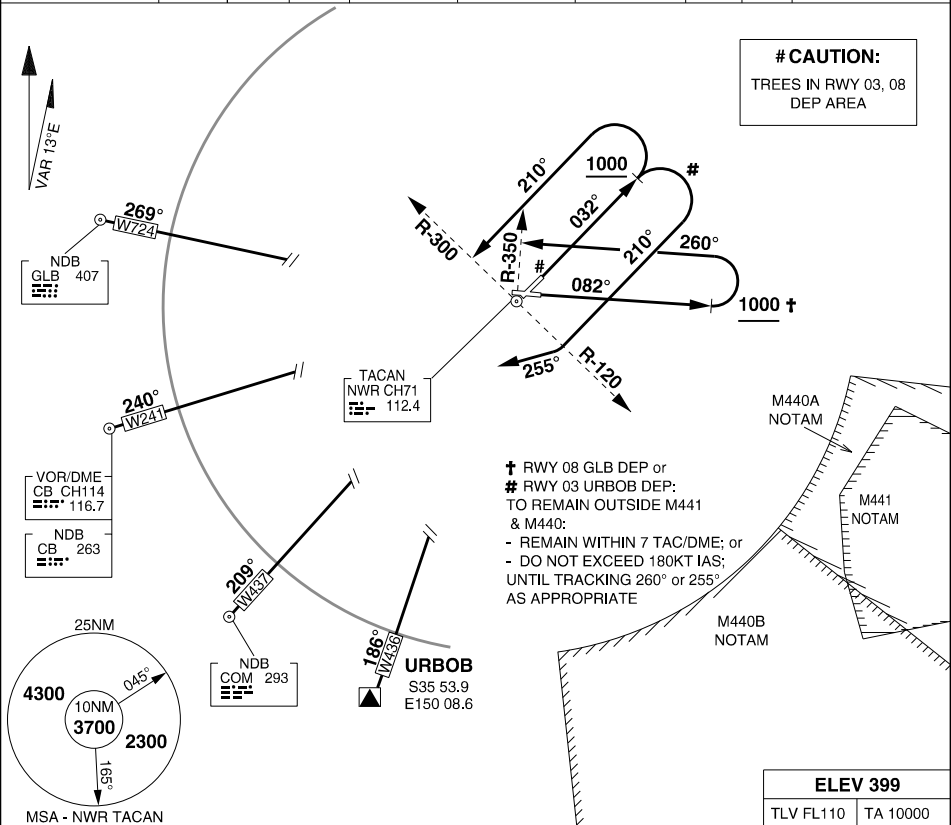 # CAUTION:
TREES IN RWY 03, 08
DEP AREA
VAR 13°E
1000
#
210°
032°
R-300
R-350
#
210°
260°
082°
1000 †
269°
W724
NDB
GLB 407
TACAN
NWR CH71
112.4
255°
R-120
240°
W241
VOR/DME
CB CH114
116.7
NDB
CB 263
M440A
NOTAM
M441
NOTAM
M440B
NOTAM
† RWY 08 GLB DEP or
# RWY 03 URBOB DEP:
TO REMAIN OUTSIDE M441
& M440:
- REMAIN WITHIN 7 TAC/DME; or
- DO NOT EXCEED 180KT IAS;
UNTIL TRACKING 260° or 255°
AS APPROPRIATE
209°
W437
NDB
COM 293
186°
W436
URBOB
S35 53.9
E150 08.6
25NM
045°
4300
10NM
3700
2300
165°
MSA - NWR TACAN
ELEV 399
TLV FL110 TA 10000